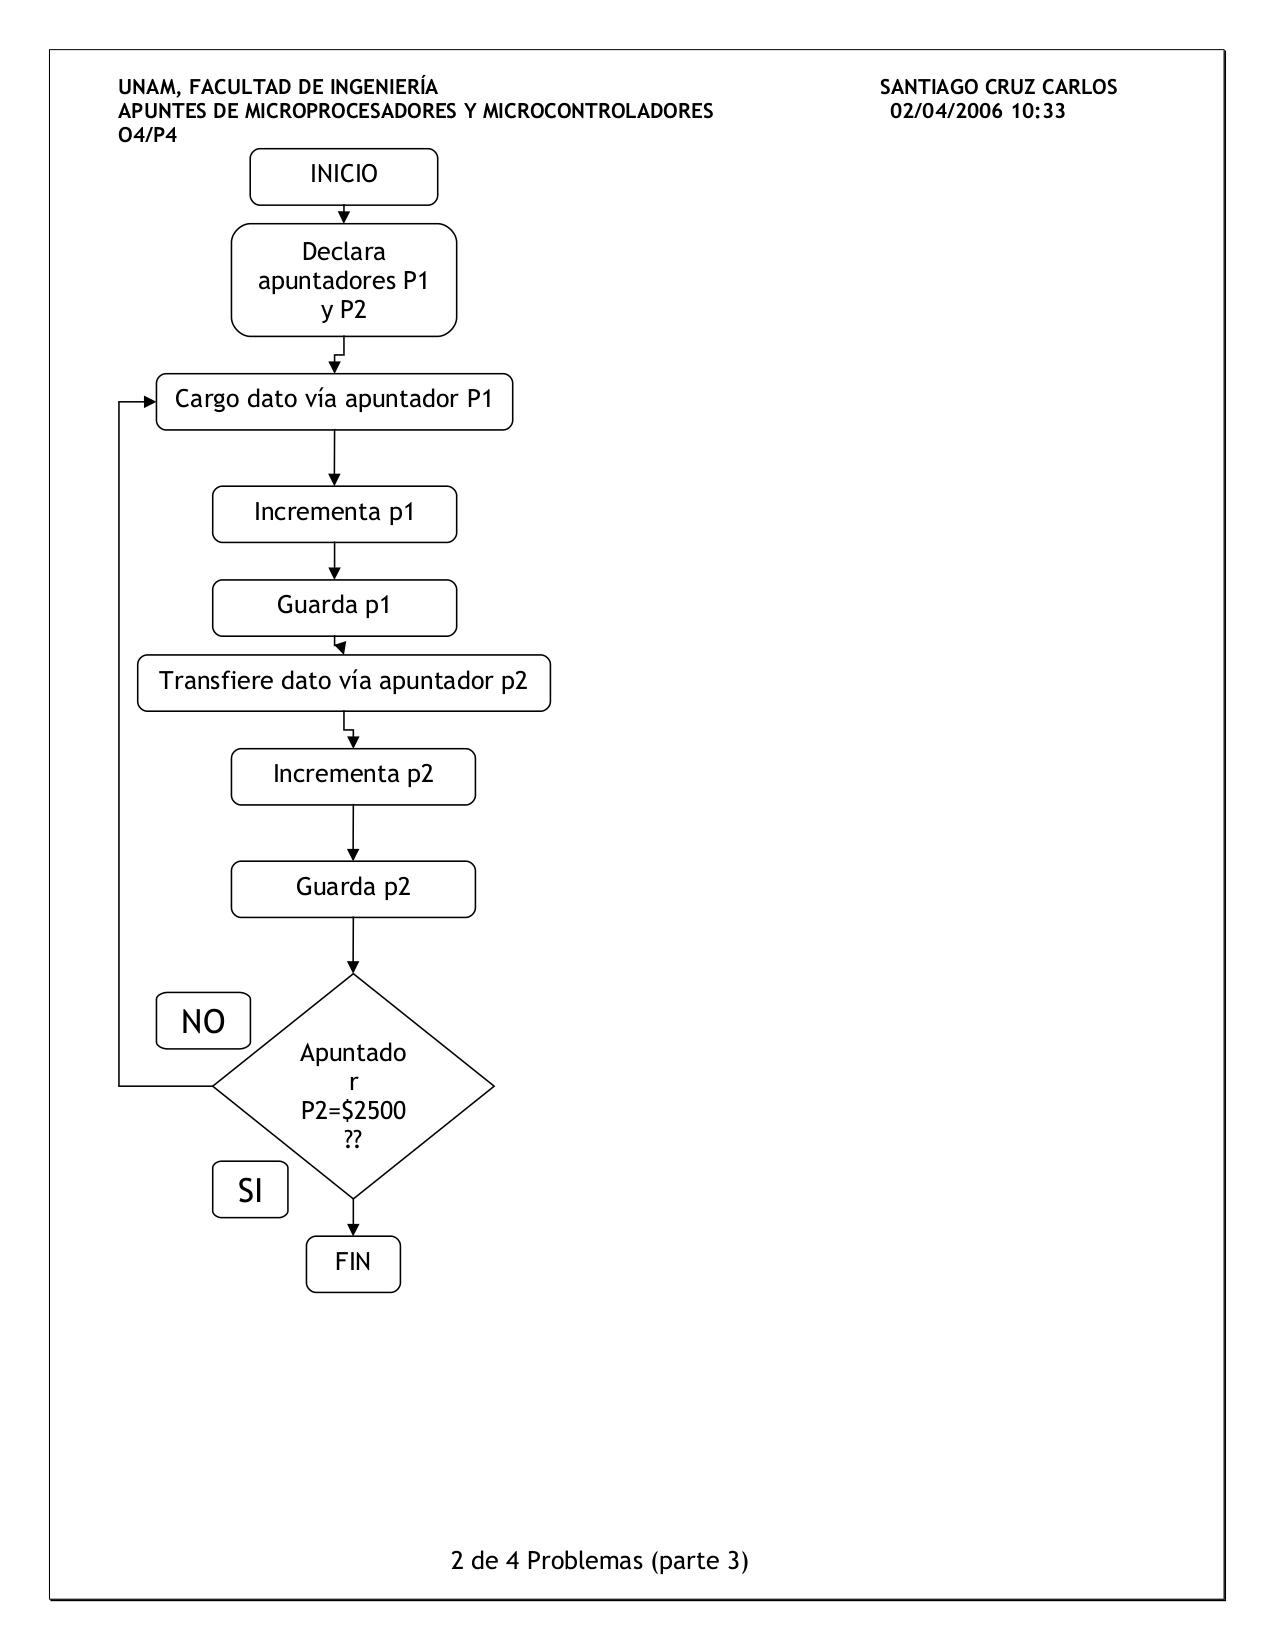 UNAM, FACULTAD DE INGENIERÍA SANTIAGO CRUZ CARLOS
APUNTES DE MICROPROCESADORES Y MICROCONTROLADORES 02/04/2006 10:33
O4/P4
INICIO
Declara
apuntadores P1
y P2
Cargo dato vía apuntador P1
Incrementa p1
Guarda p1
Transfiere dato vía apuntador p2
Incrementa p2
Guarda p2
NO
Apuntado
r
P2=$2500
??
SI
FIN
2 de 4 Problemas (parte 3)